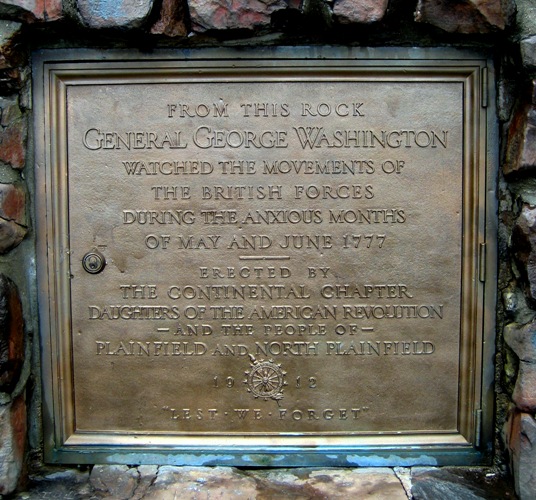 FROM THIS ROCK
GENERAL GEORGE WASHINGTON
WATCHED THE MOVEMENTS OF
THE BRITISH FORCES
DURING THE ANXIOUS MONTHS
OF MAY AND JUNE 1777
ERECTED BY
THE CONTINENTAL CHAPTER
DAUGHTERS OF THE AMERICAN REVOLUTION
—AND THE PEOPLE OF—
PLAINFIELD AND NORTH PLAINFIELD
19 12
"LEST·WE·FORGET"